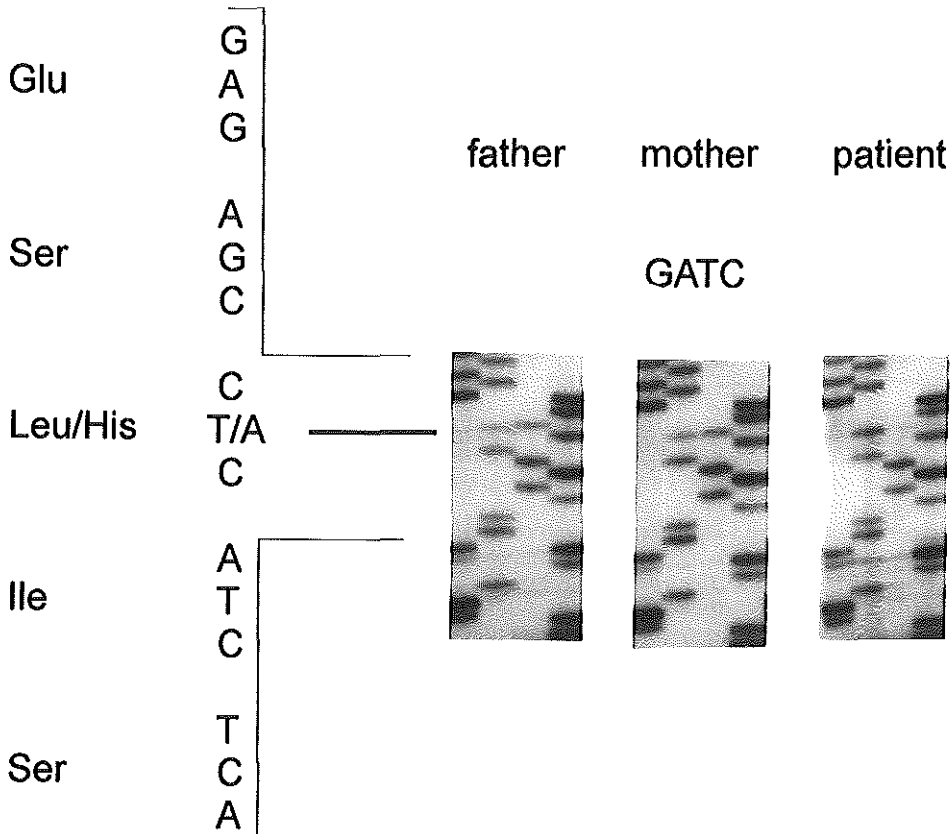 G
Glu A
G
father mother patient
A
Ser G
GATC
C
C
Leu/His T/A
C
A
Ile T
C
T
Ser C
A